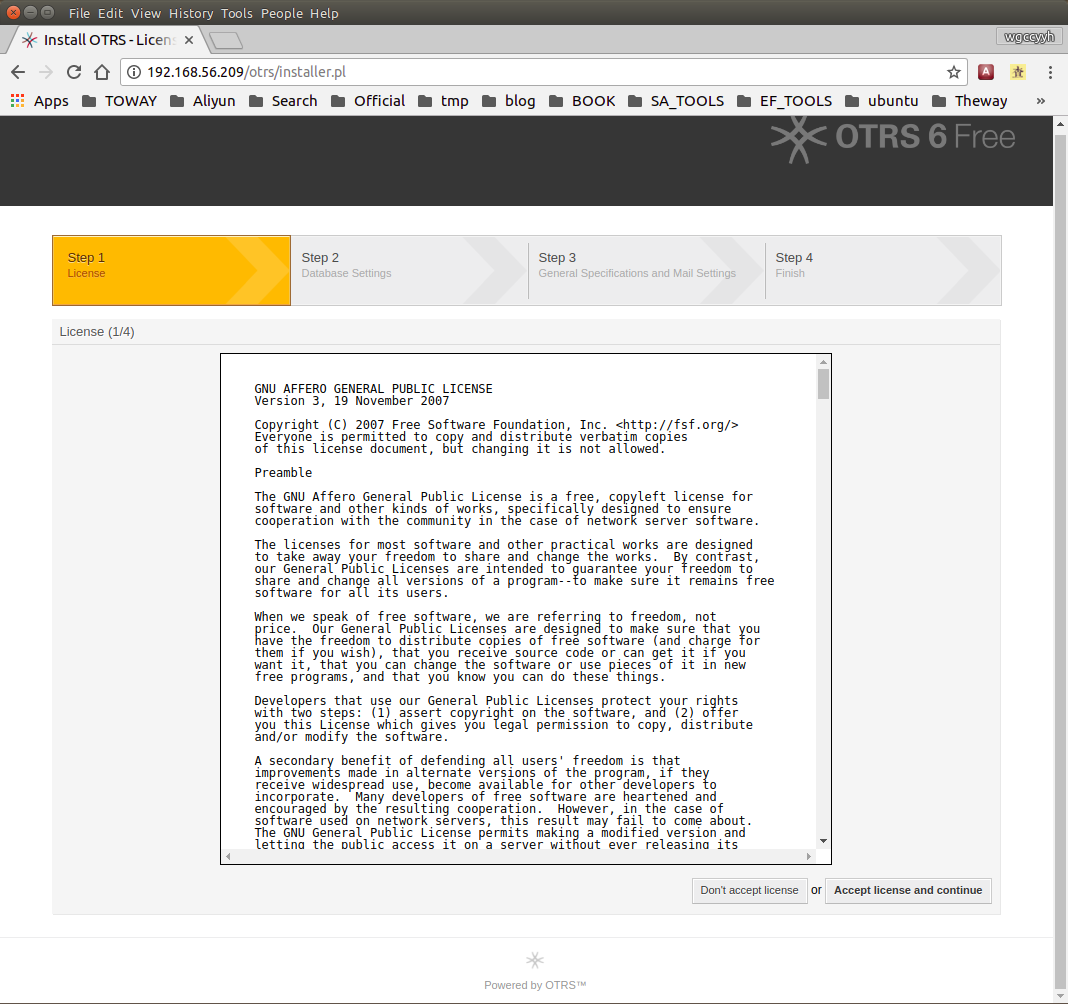 File Edit View History Tools People Help
Install OTRS - Licens
wgccyyh
192.168.56.209/otrs/installer.pl
A
Apps TOWAY Aliyun Search Official tmp blog BOOK SA_TOOLS EF_TOOLS ubuntu Theway »
OTRS 6 Free
Step 1
License
Step 2
Database Settings
Step 3
General Specifications and Mail Settings
Step 4
Finish
License (1/4)
GNU AFFERO GENERAL PUBLIC LICENSE
Version 3, 19 November 2007
Copyright (C) 2007 Free Software Foundation, Inc. <http://fsf.org/>
Everyone is permitted to copy and distribute verbatim copies
of this license document, but changing it is not allowed.
Preamble
The GNU Affero General Public License is a free, copyleft license for
software and other kinds of works, specifically designed to ensure
cooperation with the community in the case of network server software.
The licenses for most software and other practical works are designed
to take away your freedom to share and change the works.  By contrast,
our General Public Licenses are intended to guarantee your freedom to
share and change all versions of a program--to make sure it remains free
software for all its users.
When we speak of free software, we are referring to freedom, not
price.  Our General Public Licenses are designed to make sure that you
have the freedom to distribute copies of free software (and charge for
them if you wish), that you receive source code or can get it if you
want it, that you can change the software or use pieces of it in new
free programs, and that you know you can do these things.
Developers that use our General Public Licenses protect your rights
with two steps: (1) assert copyright on the software, and (2) offer
you this License which gives you legal permission to copy, distribute
and/or modify the software.
A secondary benefit of defending all users' freedom is that
improvements made in alternate versions of the program, if they
receive widespread use, become available for other developers to
incorporate.  Many developers of free software are heartened and
encouraged by the resulting cooperation.  However, in the case of
software used on network servers, this result may fail to come about.
The GNU General Public License permits making a modified version and
letting the public access it on a server without ever releasing its
Don't accept license or Accept license and continue
Powered by OTRS™